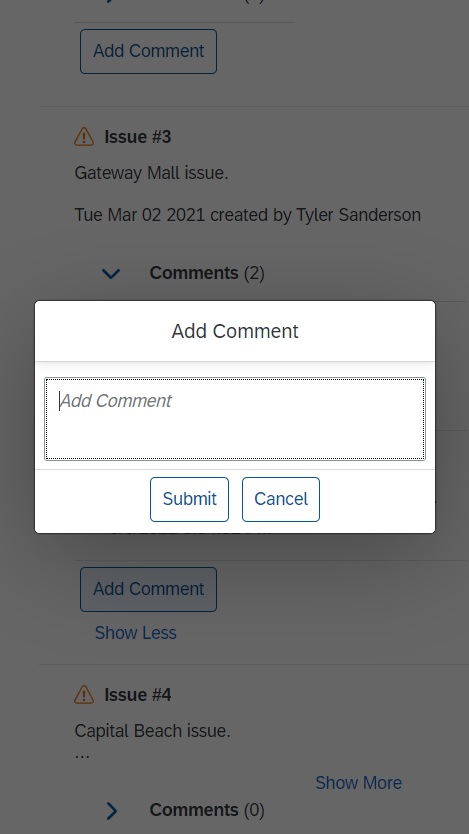 Add Comment
Issue #3
Gateway Mall issue.
Tue Mar 02 2021 created by Tyler Sanderson
Comments (2)
Add Comment
Add Comment
Submit Cancel
Add Comment
Show Less
Issue #4
Capital Beach issue.
...
Show More
Comments (0)